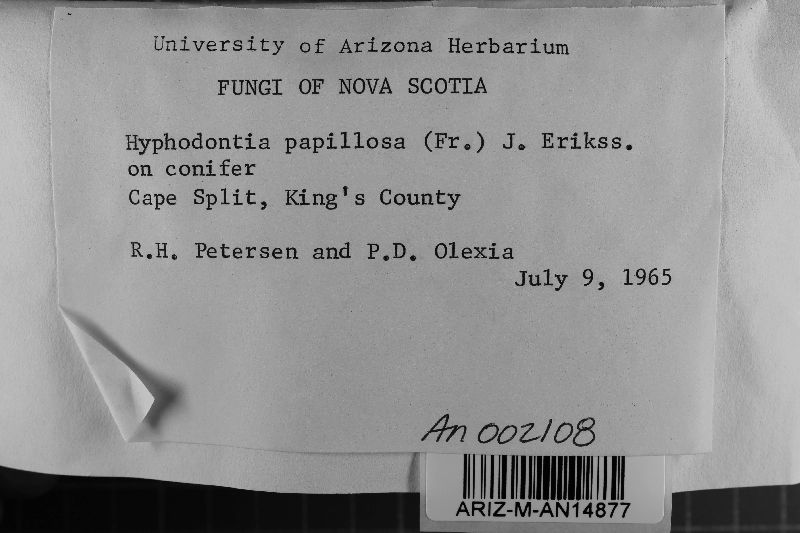 University of Arizona Herbarium
FUNGI OF NOVA SCOTIA
Hyphodontia papillosa (Fr.) J. Erikss.
on conifer
Cape Split, King's County
R.H. Petersen and P.D. Olexia
July 9, 1965
An 002108
ARIZ-M-AN14877